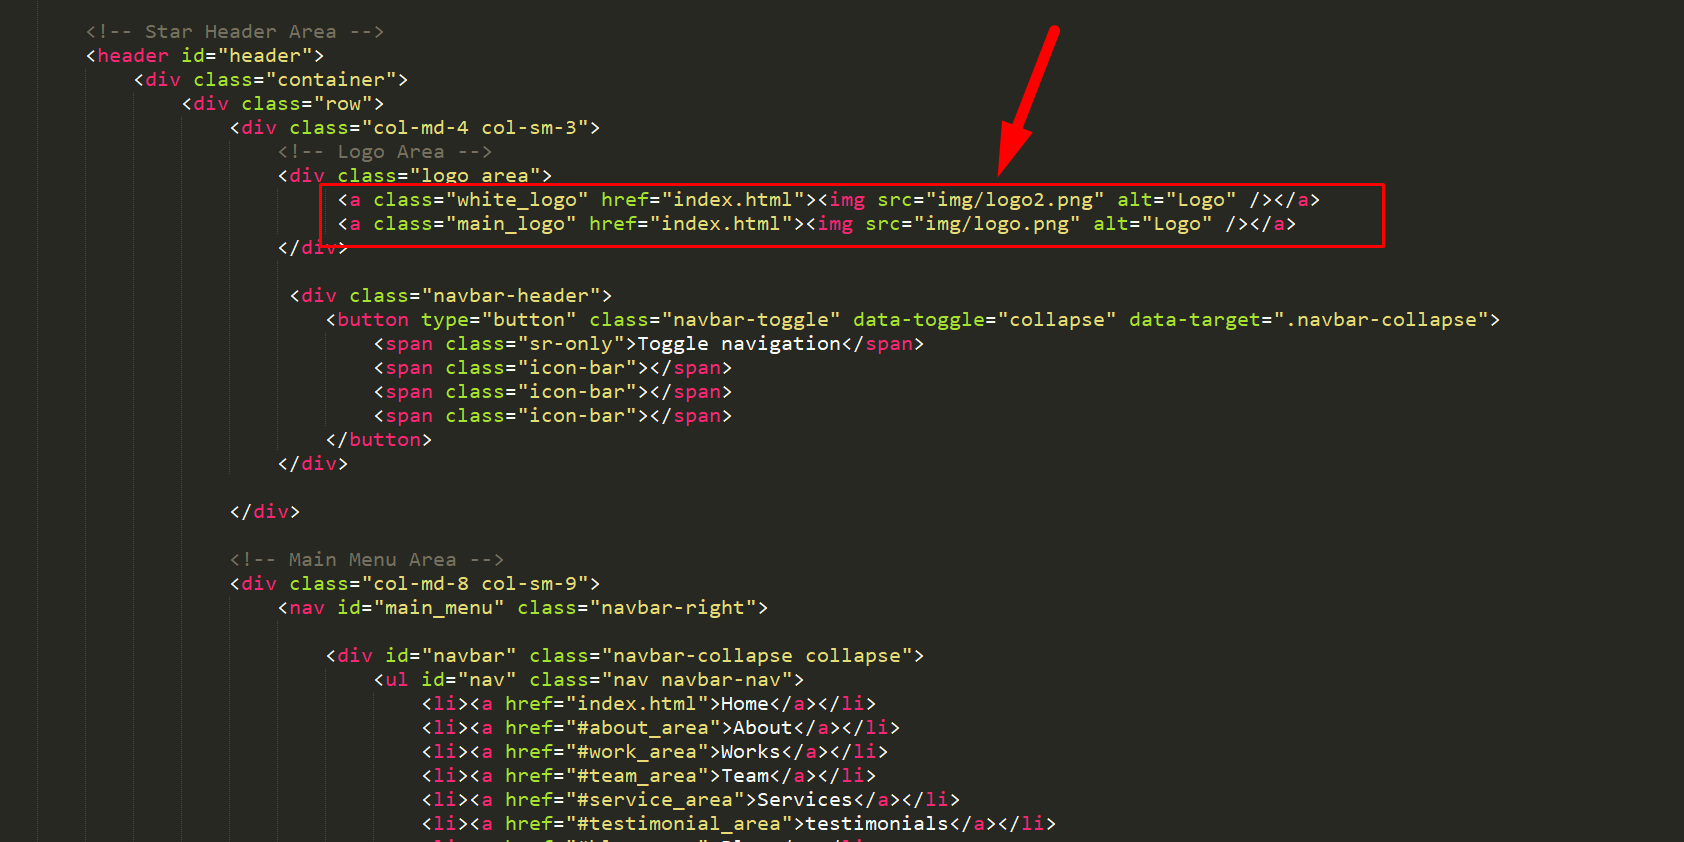 <!-- Star Header Area -->
<header id="header">
<div class="container">
<div class="row">
<div class="col-md-4 col-sm-3">
<!-- Logo Area -->
<div class="logo_area">
<a class="white_logo" href="index.html"><img src="img/logo2.png" alt="Logo" /></a>
<a class="main_logo" href="index.html"><img src="img/logo.png" alt="Logo" /></a>
</div>
<div class="navbar-header">
<button type="button" class="navbar-toggle" data-toggle="collapse" data-target=".navbar-collapse">
<span class="sr-only">Toggle navigation</span>
<span class="icon-bar"></span>
<span class="icon-bar"></span>
<span class="icon-bar"></span>
</button>
</div>
</div>
<!-- Main Menu Area -->
<div class="col-md-8 col-sm-9">
<nav id="main_menu" class="navbar-right">
<div id="navbar" class="navbar-collapse collapse">
<ul id="nav" class="nav navbar-nav">
<li><a href="index.html">Home</a></li>
<li><a href="#about_area">About</a></li>
<li><a href="#work_area">Works</a></li>
<li><a href="#team_area">Team</a></li>
<li><a href="#service_area">Services</a></li>
<li><a href="#testimonial_area">testimonials</a></li>